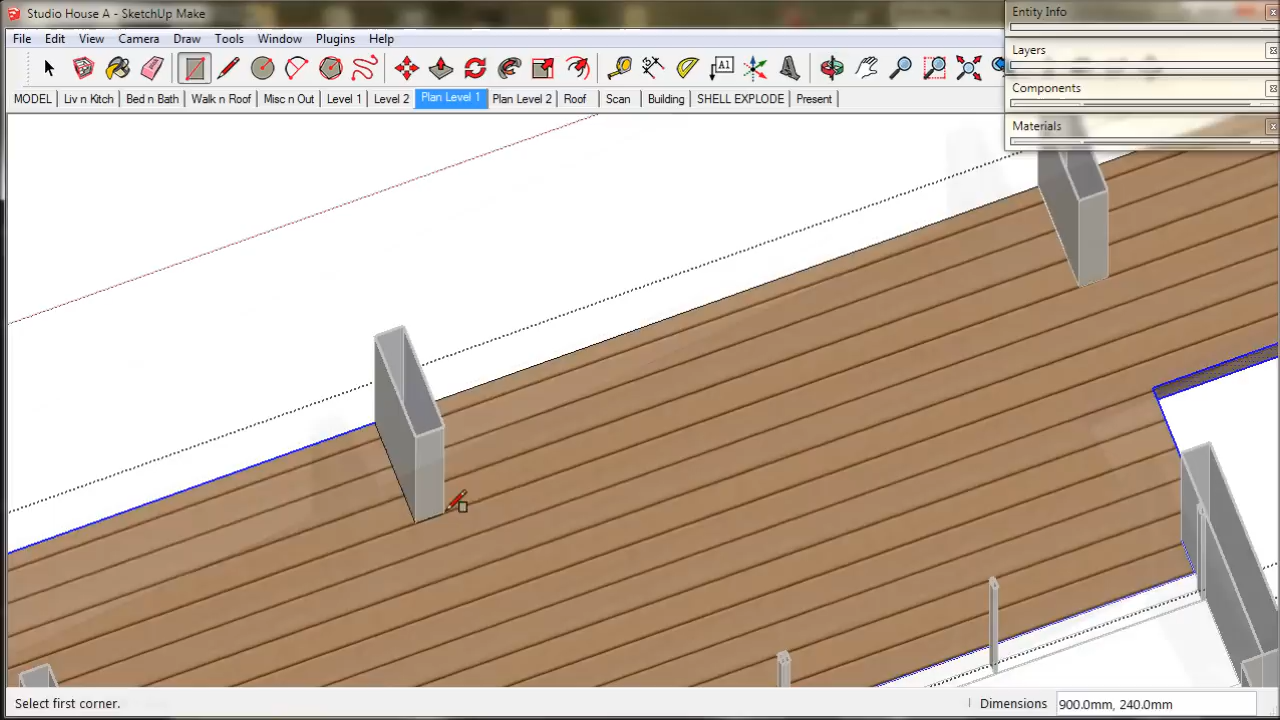 Studio House A - SketchUp Make
Entity Info
File Edit View Camera Draw Tools Window Plugins Help
Layers
A1
Components
MODEL Liv n Kitch Bed n Bath Walk n Roof Misc n Out Level 1 Level 2 Plan Level 1 Plan Level 2 Roof Scan Building SHELL EXPLODE Present
Materials
Select first corner.
Dimensions 900.0mm, 240.0mm